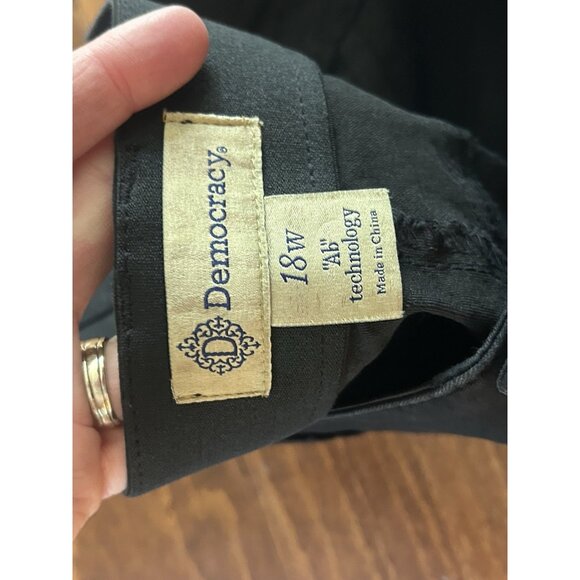 Democracy®
18W
"Ab"
technology
Made in China